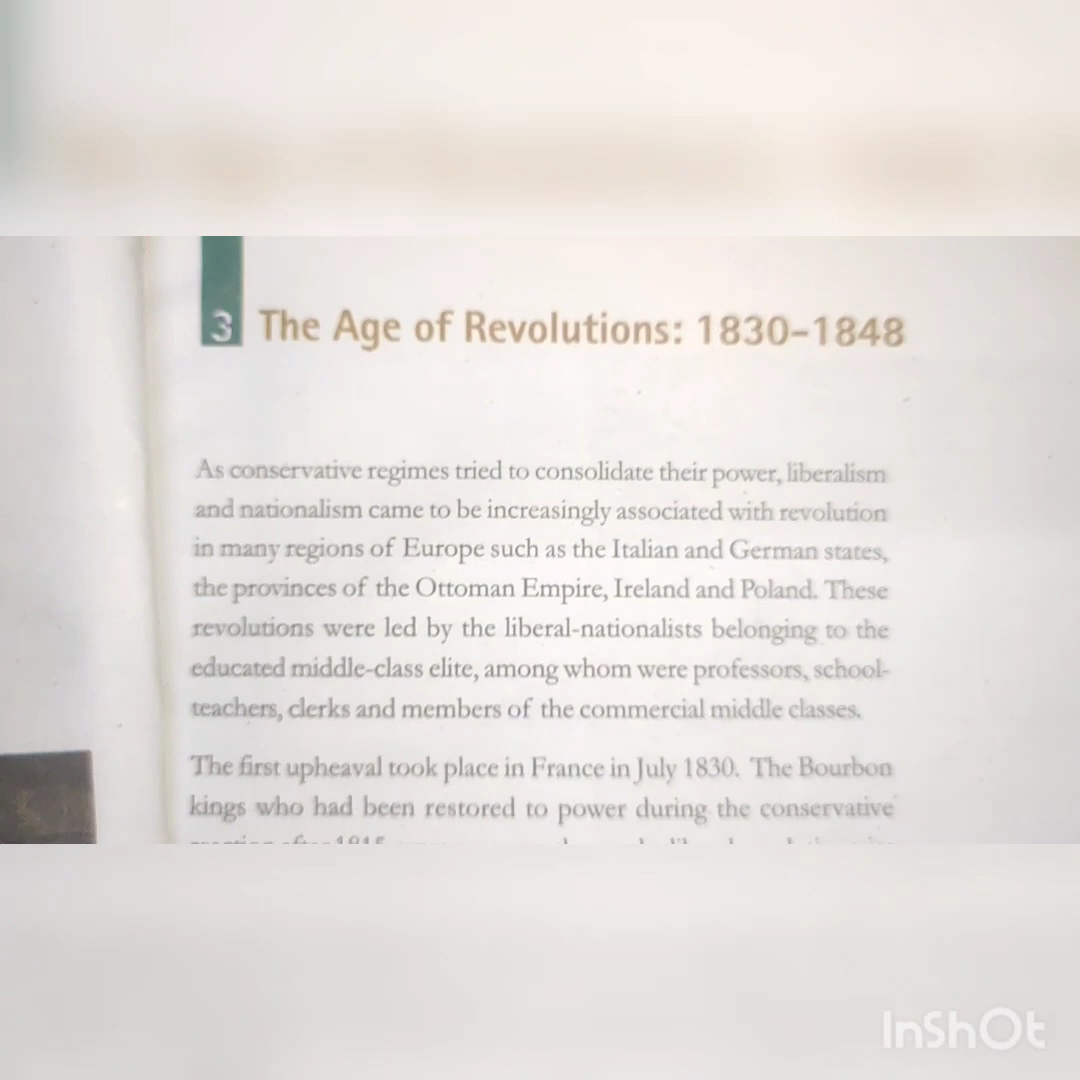 3 The Age of Revolutions: 1830–1848
As conservative regimes tried to consolidate their power, liberalism
and nationalism came to be increasingly associated with revolution
in many regions of Europe such as the Italian and German states,
the provinces of the Ottoman Empire, Ireland and Poland. These
revolutions were led by the liberal-nationalists belonging to the
educated middle-class elite, among whom were professors, school-
teachers, clerks and members of the commercial middle classes.
The first upheaval took place in France in July 1830. The Bourbon
kings who had been restored to power during the conservative
InShOt